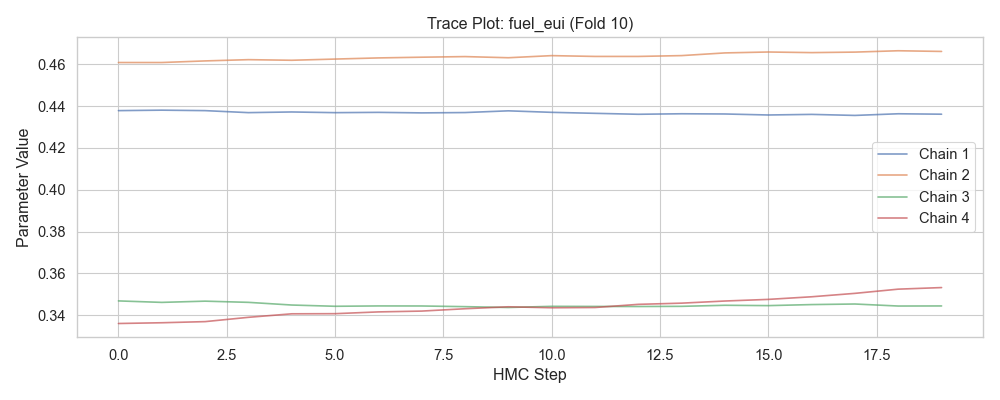 Trace Plot: fuel_eui (Fold 10)
Parameter Value
0.46
0.44
0.42
0.40
0.38
0.36
0.34
Chain 1
Chain 2
Chain 3
Chain 4
0.0 2.5 5.0 7.5 10.0 12.5 15.0 17.5
HMC Step